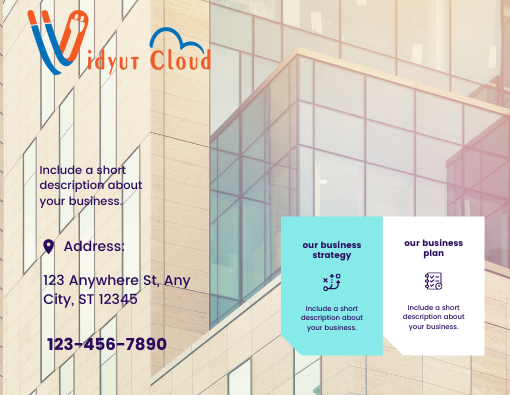 Widyut Cloud
Include a short
description about
your business.
Address:
123 Anywhere St, Any
City, ST 12345
123-456-7890
our business
strategy
Include a short
description about
your business.
our business
plan
Include a short
description about
your business.